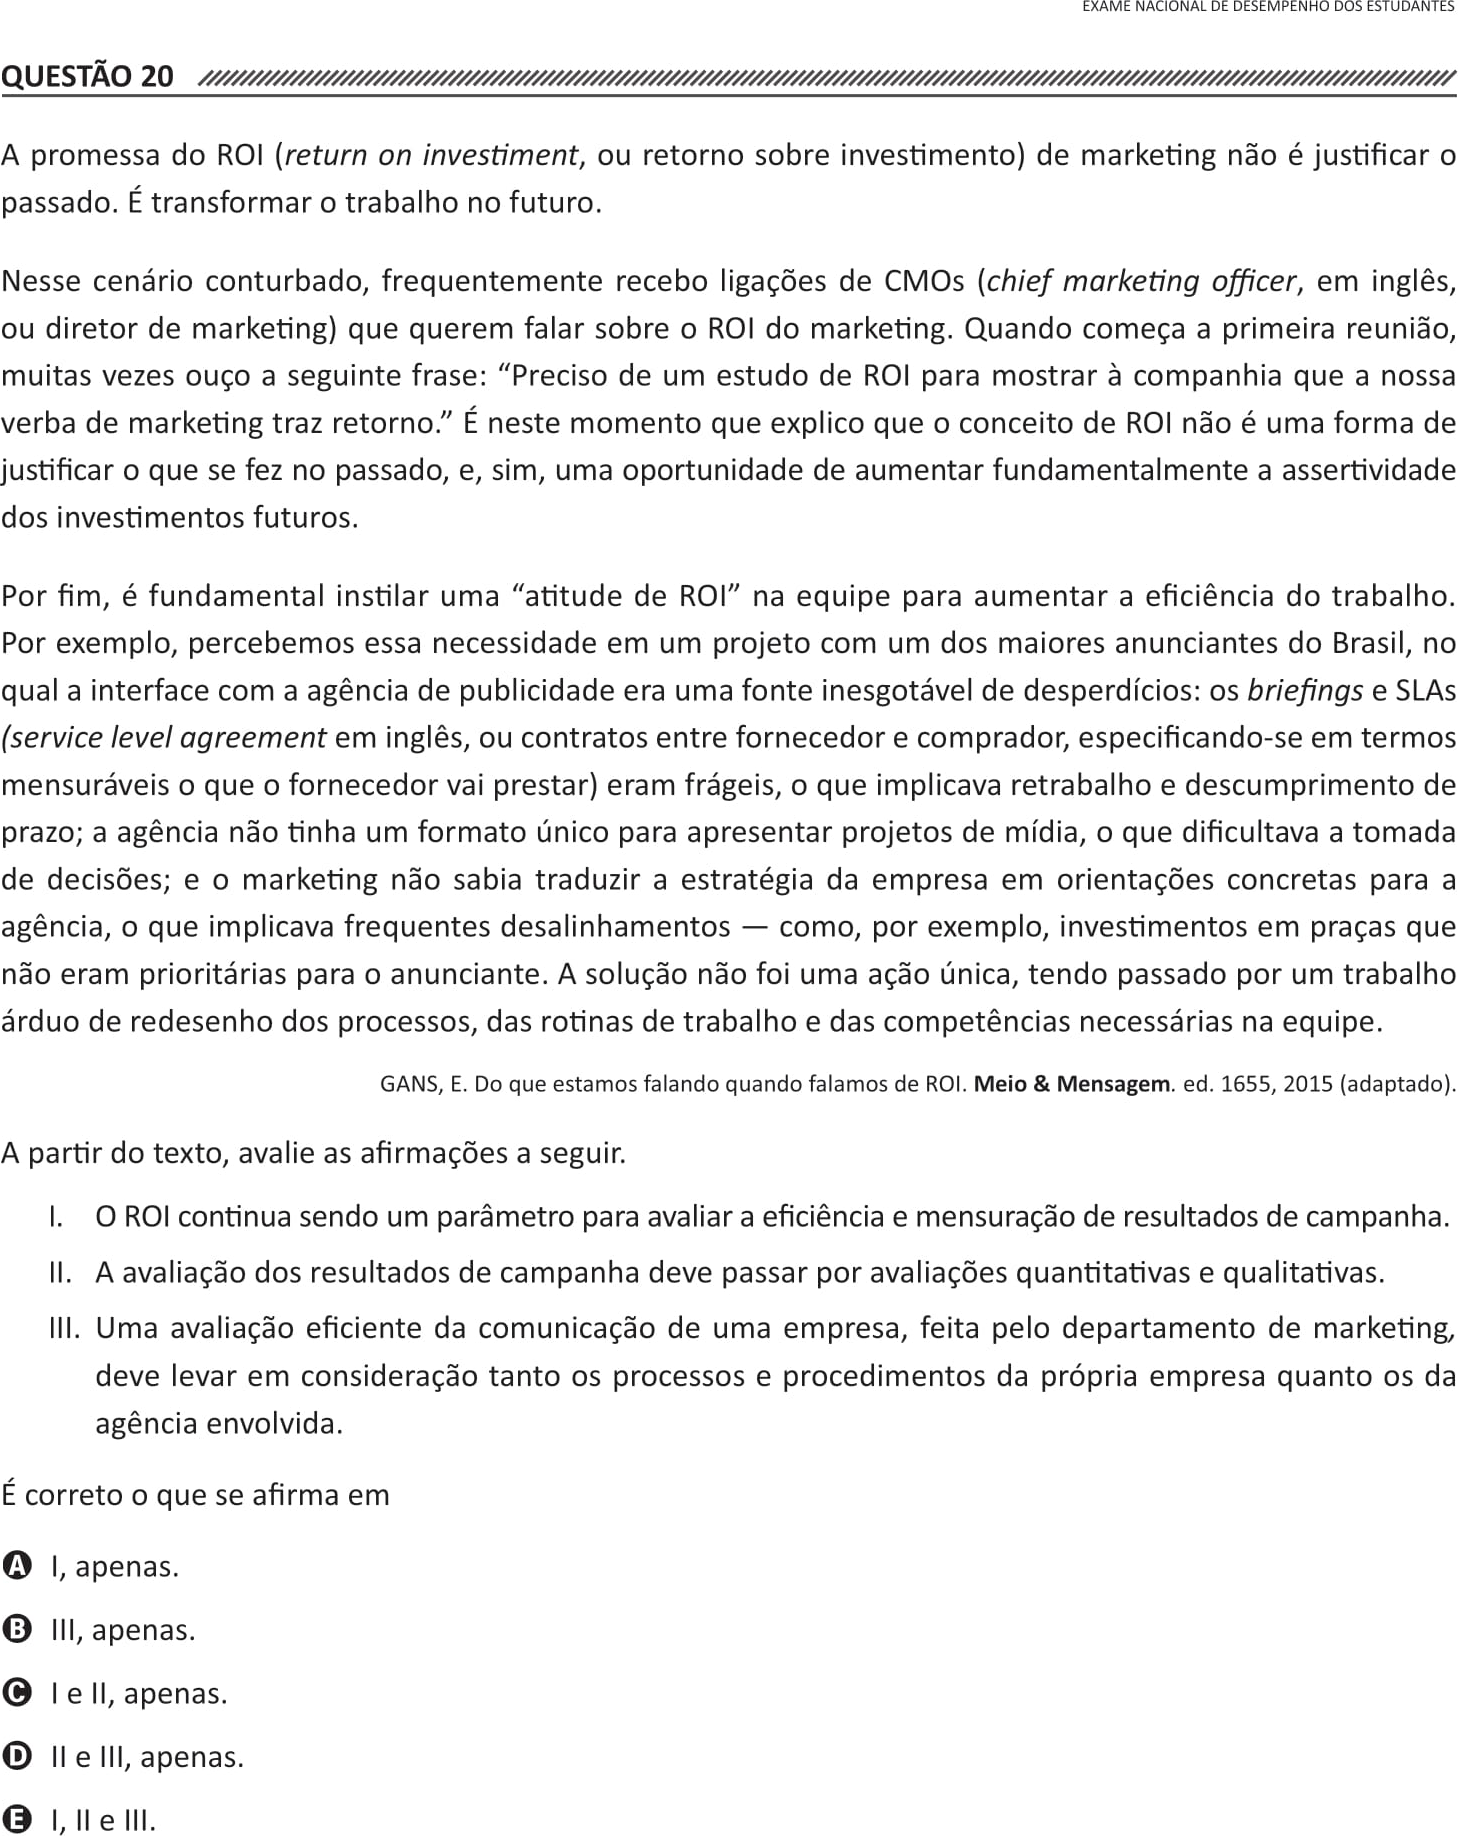 EXAME NACIONAL DE DESEMPENHO DOS ESTUDANTES
QUESTÃO 20
A promessa do ROI (return on investiment, ou retorno sobre investimento) de marketing não é justificar o
passado. É transformar o trabalho no futuro.
Nesse cenário conturbado, frequentemente recebo ligações de CMOs (chief marketing officer, em inglês,
ou diretor de marketing) que querem falar sobre o ROI do marketing. Quando começa a primeira reunião,
muitas vezes ouço a seguinte frase: “Preciso de um estudo de ROI para mostrar à companhia que a nossa
verba de marketing traz retorno.” É neste momento que explico que o conceito de ROI não é uma forma de
justificar o que se fez no passado, e, sim, uma oportunidade de aumentar fundamentalmente a assertividade
dos investimentos futuros.
Por fim, é fundamental instilar uma “atitude de ROI” na equipe para aumentar a eficiência do trabalho.
Por exemplo, percebemos essa necessidade em um projeto com um dos maiores anunciantes do Brasil, no
qual a interface com a agência de publicidade era uma fonte inesgotável de desperdícios: os briefings e SLAs
(service level agreement em inglês, ou contratos entre fornecedor e comprador, especificando-se em termos
mensuráveis o que o fornecedor vai prestar) eram frágeis, o que implicava retrabalho e descumprimento de
prazo; a agência não tinha um formato único para apresentar projetos de mídia, o que dificultava a tomada
de decisões; e o marketing não sabia traduzir a estratégia da empresa em orientações concretas para a
agência, o que implicava frequentes desalinhamentos — como, por exemplo, investimentos em praças que
não eram prioritárias para o anunciante. A solução não foi uma ação única, tendo passado por um trabalho
árduo de redesenho dos processos, das rotinas de trabalho e das competências necessárias na equipe.
GANS, E. Do que estamos falando quando falamos de ROI. Meio & Mensagem. ed. 1655, 2015 (adaptado).
A partir do texto, avalie as afirmações a seguir.
I. O ROI continua sendo um parâmetro para avaliar a eficiência e mensuração de resultados de campanha.
II. A avaliação dos resultados de campanha deve passar por avaliações quantitativas e qualitativas.
III. Uma avaliação eficiente da comunicação de uma empresa, feita pelo departamento de marketing,
deve levar em consideração tanto os processos e procedimentos da própria empresa quanto os da
agência envolvida.
É correto o que se afirma em
A I, apenas.
B III, apenas.
C I e II, apenas.
D II e III, apenas.
E I, II e III.